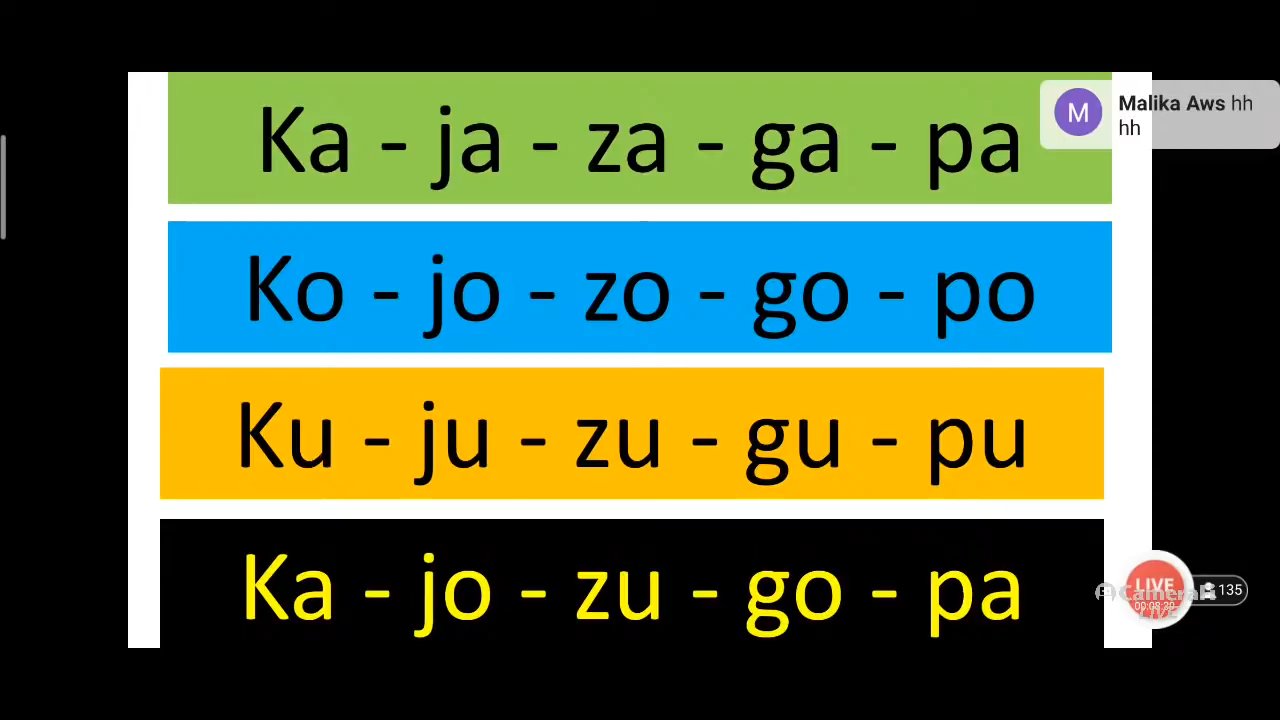 Ka - ja - za - ga - pa
Malika Aws hh
hh
M
Ko - jo - zo - go - po
Ku - ju - zu - gu - pu
Ka - jo - zu - go - pa
LIVE
135
LIVE